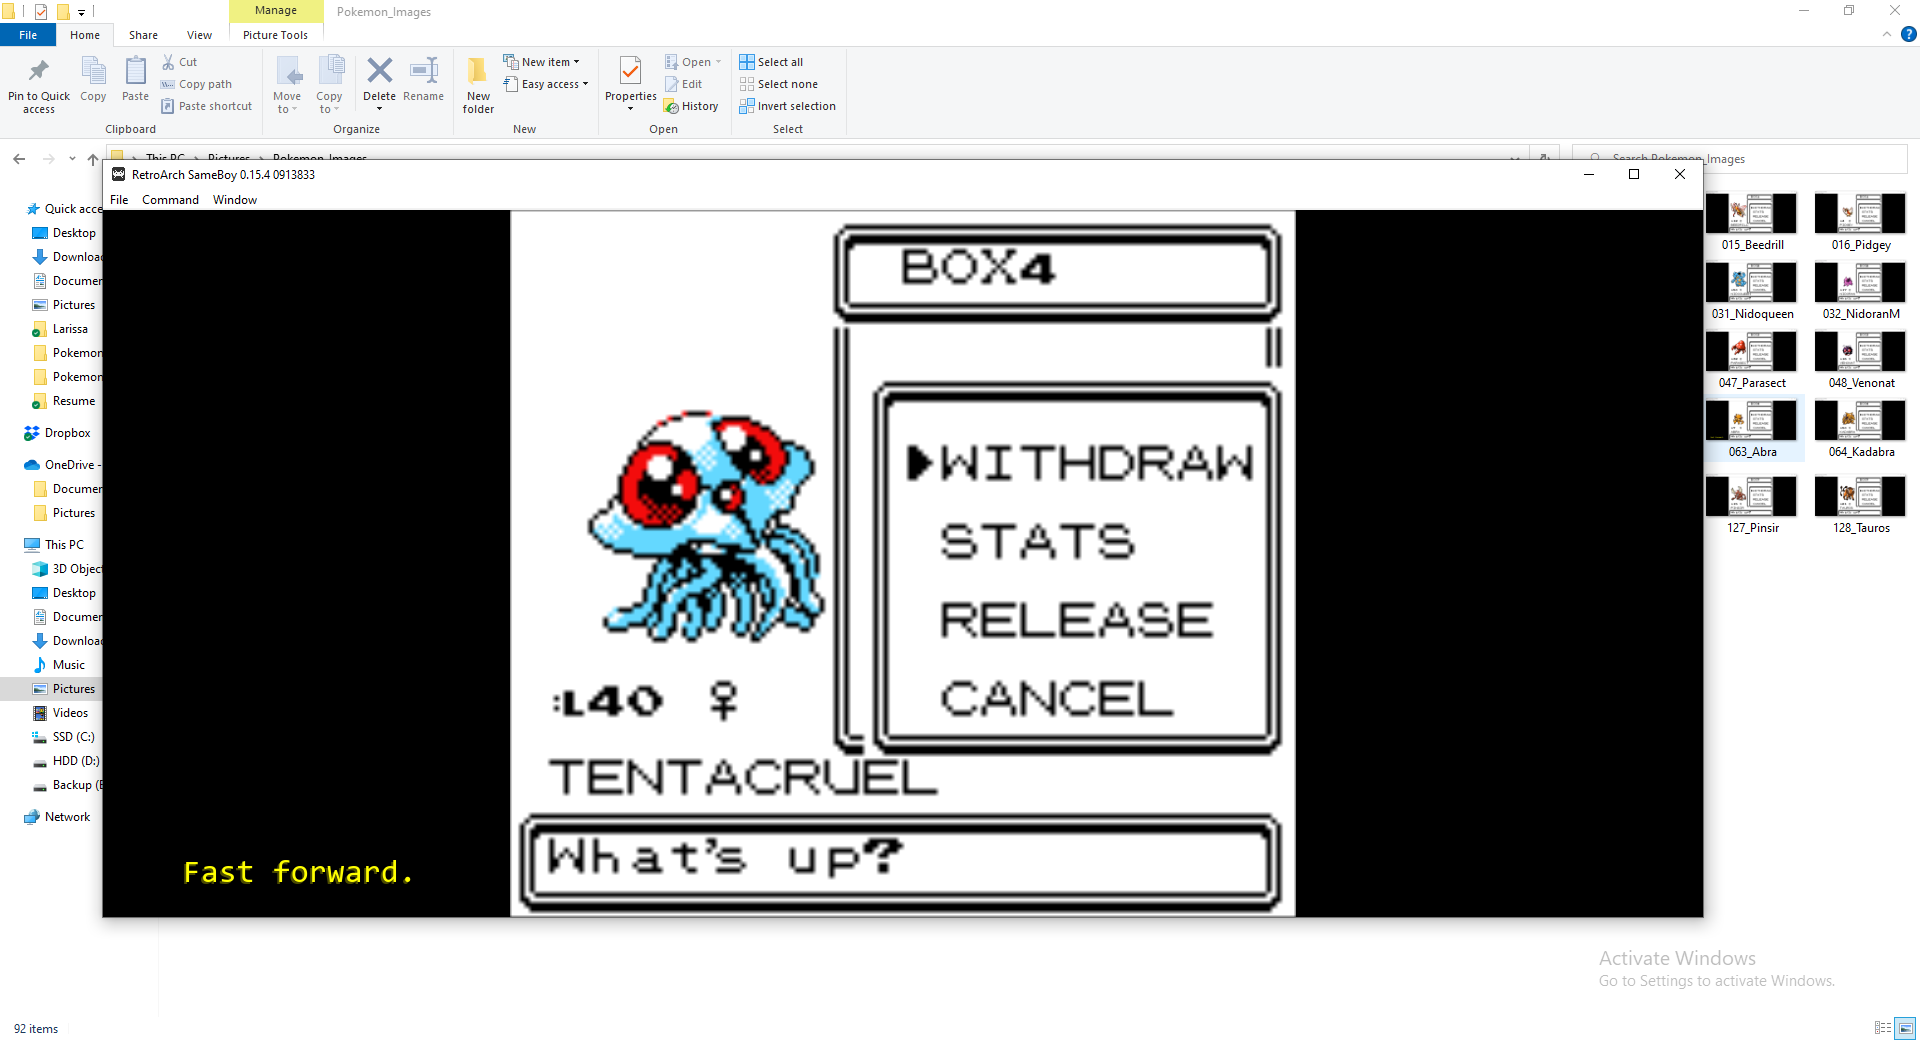 Manage
Pokemon_Images
File
Home
Share
View
Picture Tools
Pin to Quick access
Copy
Paste
Cut
Copy path
Paste shortcut
Clipboard
Move to
Copy to
Delete
Rename
Organize
New folder
New item
Easy access
New
Properties
Open
Edit
History
Open
Select all
Select none
Invert selection
Select
This PC
Pictures
Pokemon_Images
Search Pokemon_Images
RetroArch SameBoy 0.15.4 0913833
File
Command
Window
Quick acce
Desktop
Downloa
Documen
Pictures
Larissa
Pokemon
Pokemon
Resume
Dropbox
OneDrive -
Documen
Pictures
This PC
3D Objec
Desktop
Documen
Downloa
Music
Pictures
Videos
SSD (C:)
HDD (D:)
Backup (E
Network
BOX4
WITHDRAW
STATS
RELEASE
CANCEL
:L40 ♀
TENTACRUEL
What's up?
Fast forward.
015_Beedrill
016_Pidgey
031_Nidoqueen
032_NidoranM
047_Parasect
048_Venonat
063_Abra
064_Kadabra
127_Pinsir
128_Tauros
Activate Windows
Go to Settings to activate Windows.
92 items